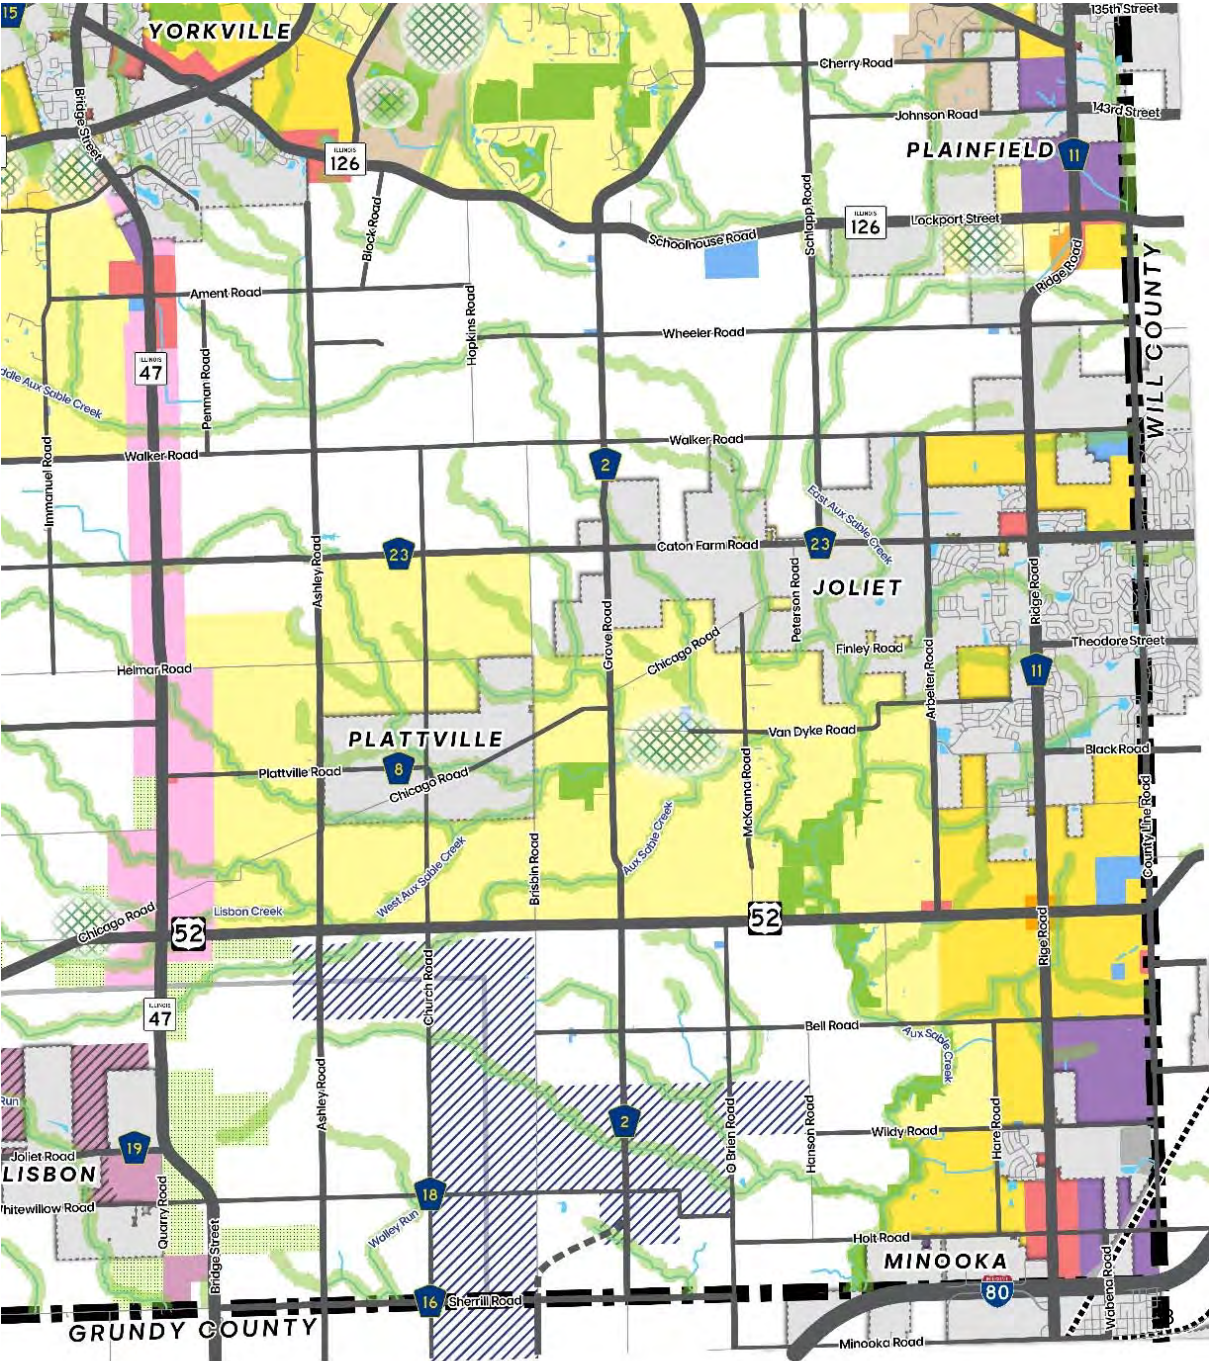 15
135th Street
YORKVILLE
Cherry Road
Bridge Street
Johnson Road
143rd Street
ILLINOIS
126
PLAINFIELD
11
Block Road
Schlapp Road
ILLINOIS
126
Lockport Street
Schoolhouse Road
Ridge Road
WILL COUNTY
Ament Road
Hopkins Road
Wheeler Road
ILLINOIS
47
Penman Road
ddle Aux Sable Creek
Immanuel Road
Walker Road
Walker Road
2
East Aux Sable Creek
23
Caton Farm Road
23
Ashley Road
Peterson Road
JOLIET
Ridge Road
Grove Road
Chicago Road
Theodore Street
Finley Road
Arbeiter Road
Helmar Road
11
PLATTVILLE
Van Dyke Road
Black Road
Plattville Road
8
Chicago Road
McKanna Road
County Line Road
Aux Sable Creek
West Aux Sable Creek
Brisbin Road
Lisbon Creek
Chicago Road
52
52
Rige Road
Church Road
ILLINOIS
47
Bell Road
Aux Sable Creek
Ashley Road
Run
O Brien Road
Hanson Road
Hare Road
2
Wildy Road
19
Joliet Road
LISBON
18
Quarry Road
hitewillow Road
Walley Run
Bridge Street
Holt Road
MINOOKA
Wabena Road
80
16
Sherrill Road
GRUNDY COUNTY
Minooka Road